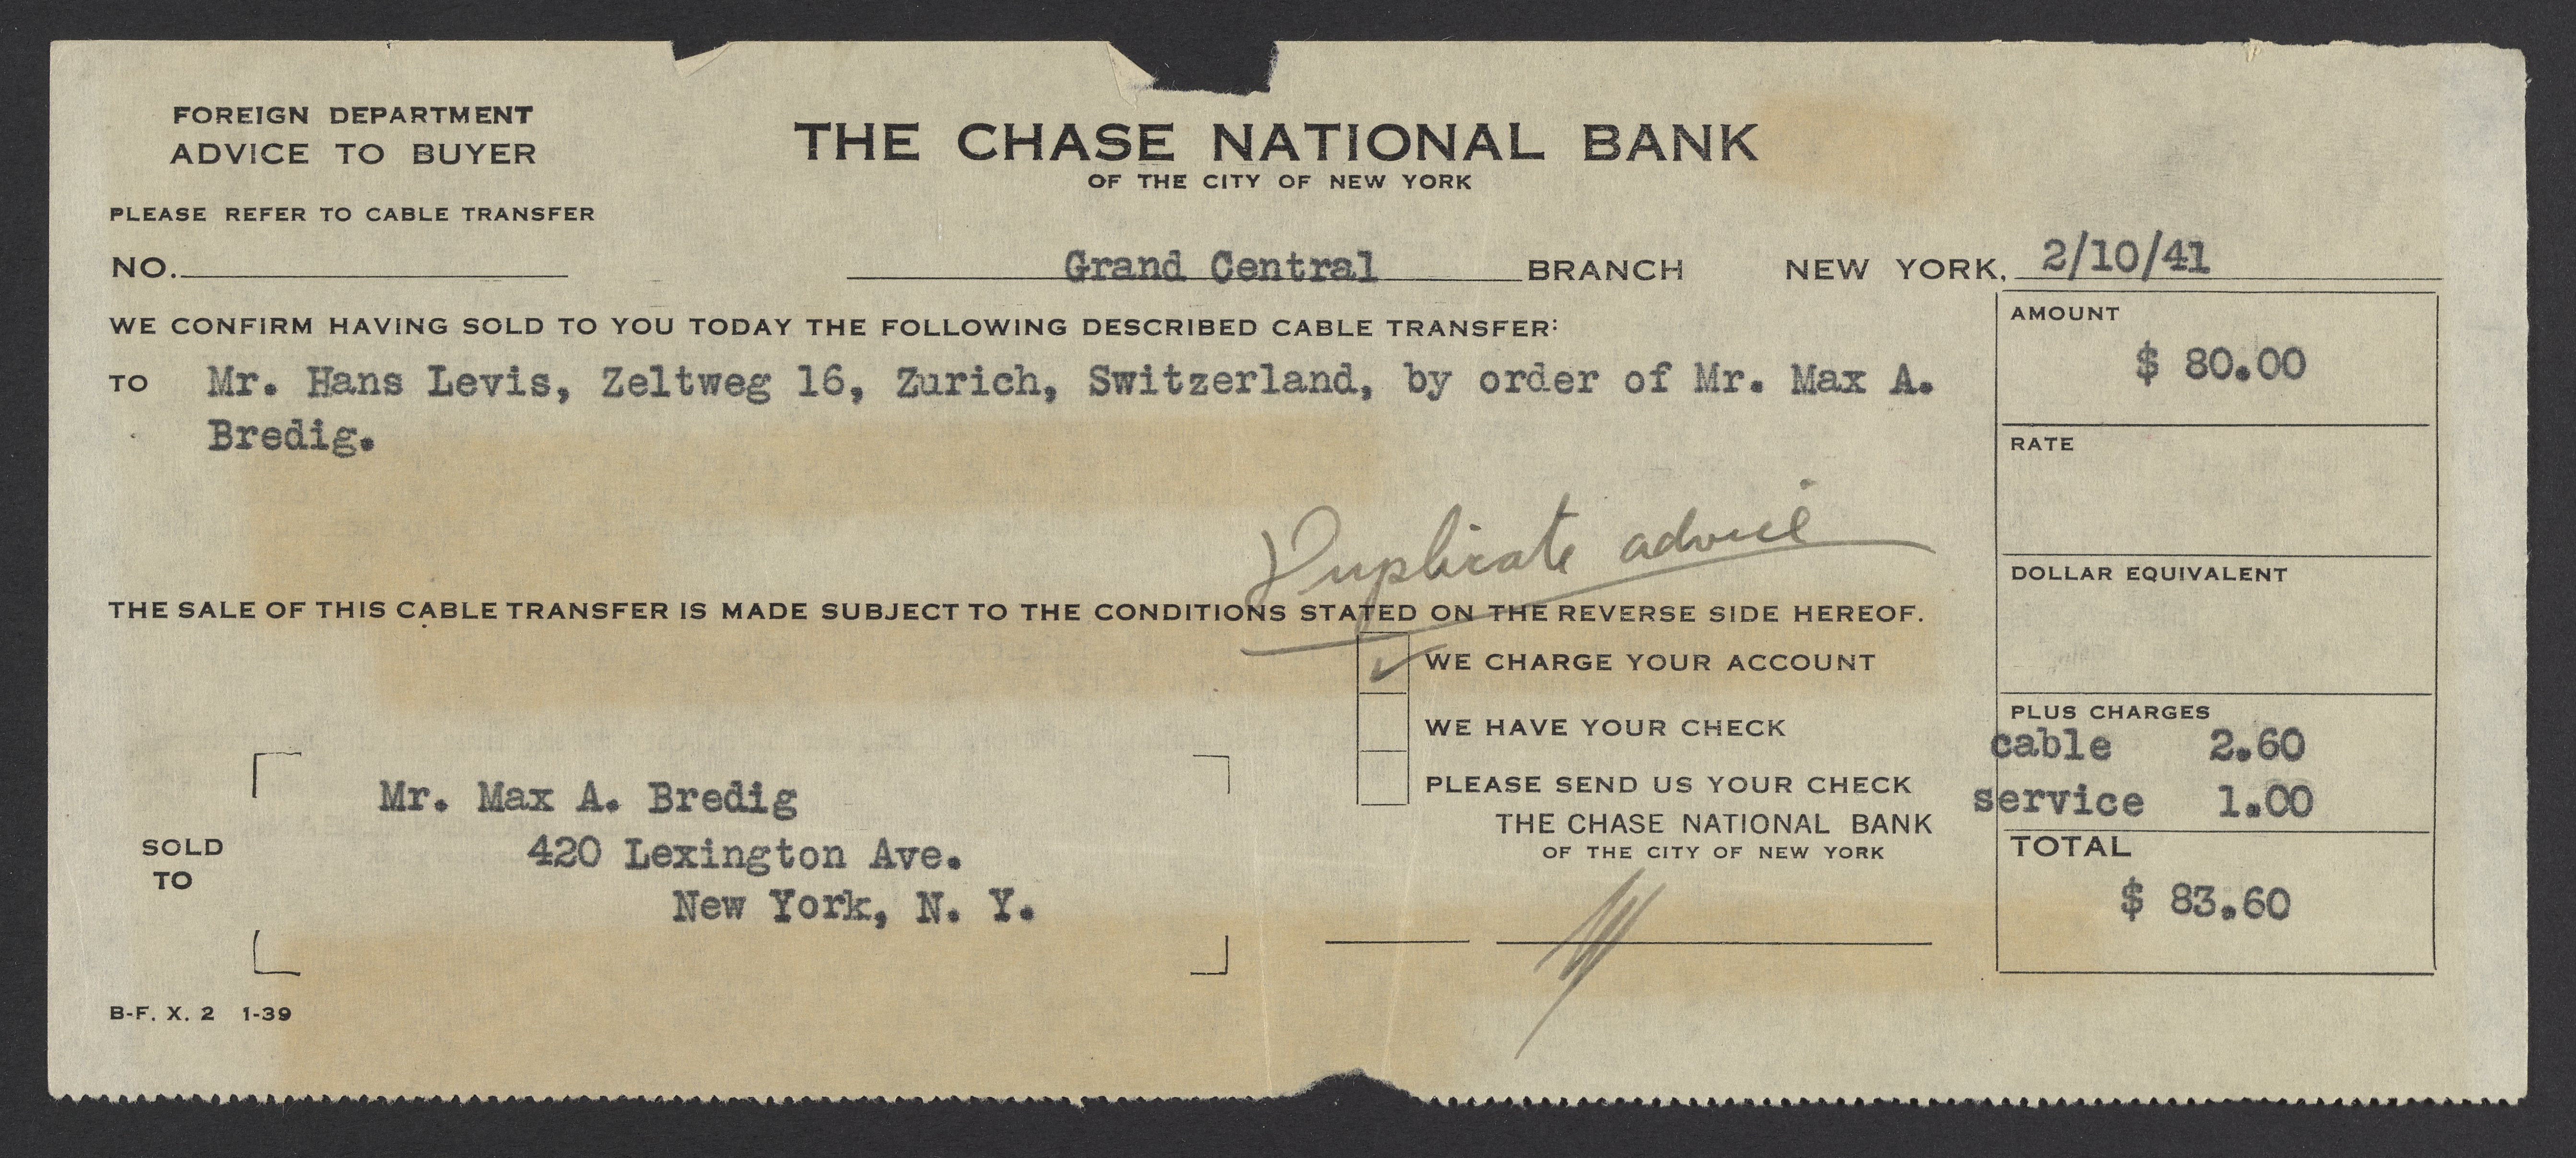 FOREIGN DEPARTMENT
ADVICE TO BUYER
PLEASE REFER TO CABLE TRANSFER
NO.
THE CHASE NATIONAL BANK
OF THE CITY OF NEW YORK
Grand Central BRANCH NEW YORK, 2/10/41
WE CONFIRM HAVING SOLD TO YOU TODAY THE FOLLOWING DESCRIBED CABLE TRANSFER:
TO Mr. Hans Levis, Zeltweg 16, Zurich, Switzerland, by order of Mr. Max A.
Bredig.
Duplicate advice
THE SALE OF THIS CABLE TRANSFER IS MADE SUBJECT TO THE CONDITIONS STATED ON THE REVERSE SIDE HEREOF.
✓ WE CHARGE YOUR ACCOUNT
WE HAVE YOUR CHECK
PLEASE SEND US YOUR CHECK
THE CHASE NATIONAL BANK
OF THE CITY OF NEW YORK
SOLD
TO
Mr. Max A. Bredig
420 Lexington Ave.
New York, N. Y.
B-F. X. 2 1-39
AMOUNT
$ 80.00
RATE
DOLLAR EQUIVALENT
PLUS CHARGES
cable 2.60
service 1.00
TOTAL
$ 83.60